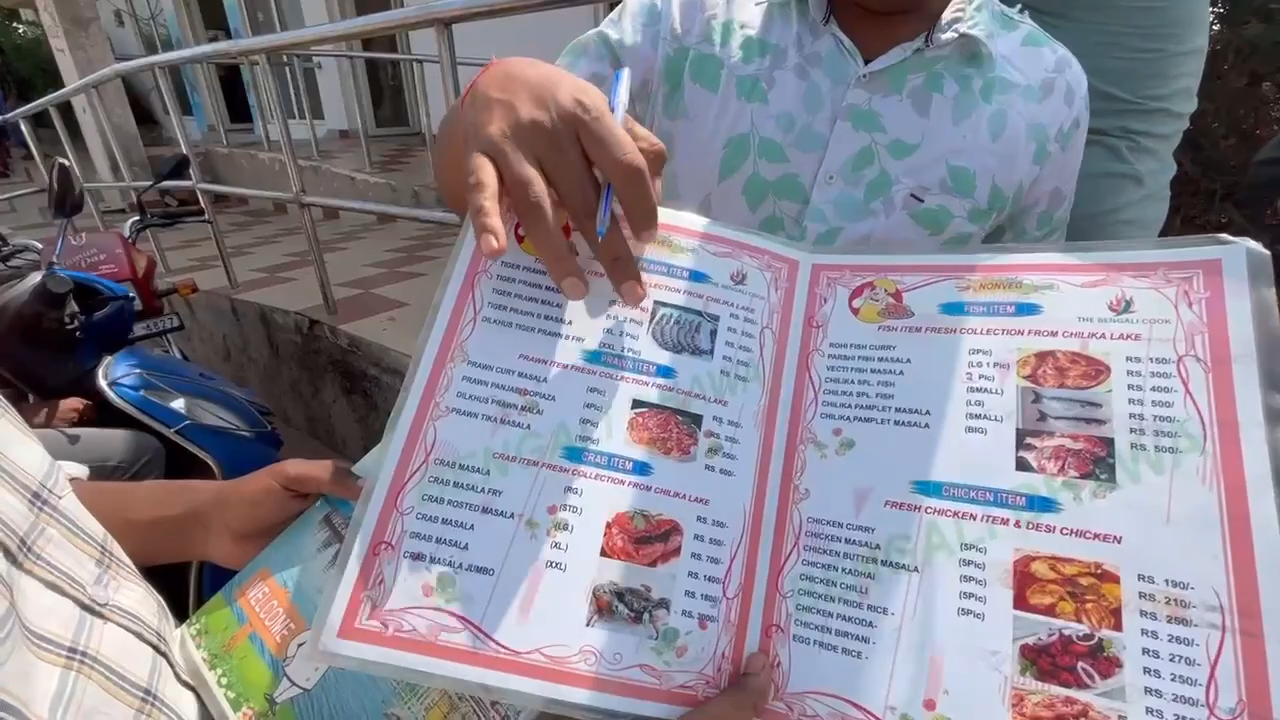 PRAWN ITEM
COLLECTION FROM CHILIKA LAKE
THE BENGALI COOK
TIGER PRAWN
TIGER PRAWN
TIGER PRAWN MALAI
TIGER PRAWN B MASALA
DILKHUS TIGER PRAWN B FRY
(XL. 2 Pic)
(XXL. 2 Pic)
PRAWN ITEM
PRAWN ITEM FRESH COLLECTION FROM CHILIKA LAKE
PRAWN CURY MASALA (4Pic) RS. 300/-
PRAWN PANJABI DOPIAZA (4Pic) RS. 350/-
DILKHUS PRAWN MALAI (4Pic) RS. 550/-
PRAWN TIKA MASALA (10Pic) RS. 600/-
CRAB ITEM
CRAB ITEM FRESH COLLECTION FROM CHILIKA LAKE
CRAB MASALA (RG.) RS. 350/-
CRAB MASALA FRY (STD.) RS. 550/-
CRAB ROSTED MASALA (LG.) RS. 700/-
CRAB MASALA (XL) RS. 1400/-
CRAB MASALA (XXL) RS. 1800/-
CRAB MASALA JUMBO RS. 3000/-
NONVEG
FISH ITEM
THE BENGALI COOK
FISH ITEM FRESH COLLECTION FROM CHILIKA LAKE
ROHI FISH CURRY (2Pic) RS. 150/-
PARSHI FISH MASALA (LG 1 Pic) RS. 300/-
VECTI FISH MASALA Pic) RS. 400/-
CHILIKA SPL. FISH (SMALL) RS. 500/
CHILIKA SPL. FISH (LG) RS. 700/-
CHILIKA PAMPLET MASALA (SMALL) RS. 350/-
CHILIKA PAMPLET MASALA (BIG) RS. 500/-
CHICKEN ITEM
FRESH CHICKEN ITEM & DESI CHICKEN
CHICKEN CURRY (5Pic) RS. 190/-
CHICKEN MASALA (5Pic) RS. 210/-
CHICKEN BUTTER MASALA (5Pic) RS. 250/-
CHICKEN KADHAI (5Pic) RS. 260/-
CHICKEN CHILLI (5Pic) RS. 270/-
CHICKEN FRIDE RICE - RS. 250/-
CHICKEN PAKODA- RS. 200/-
CHICKEN BIRYANI -
EGG FRIDE RICE -
WELCOME
4877